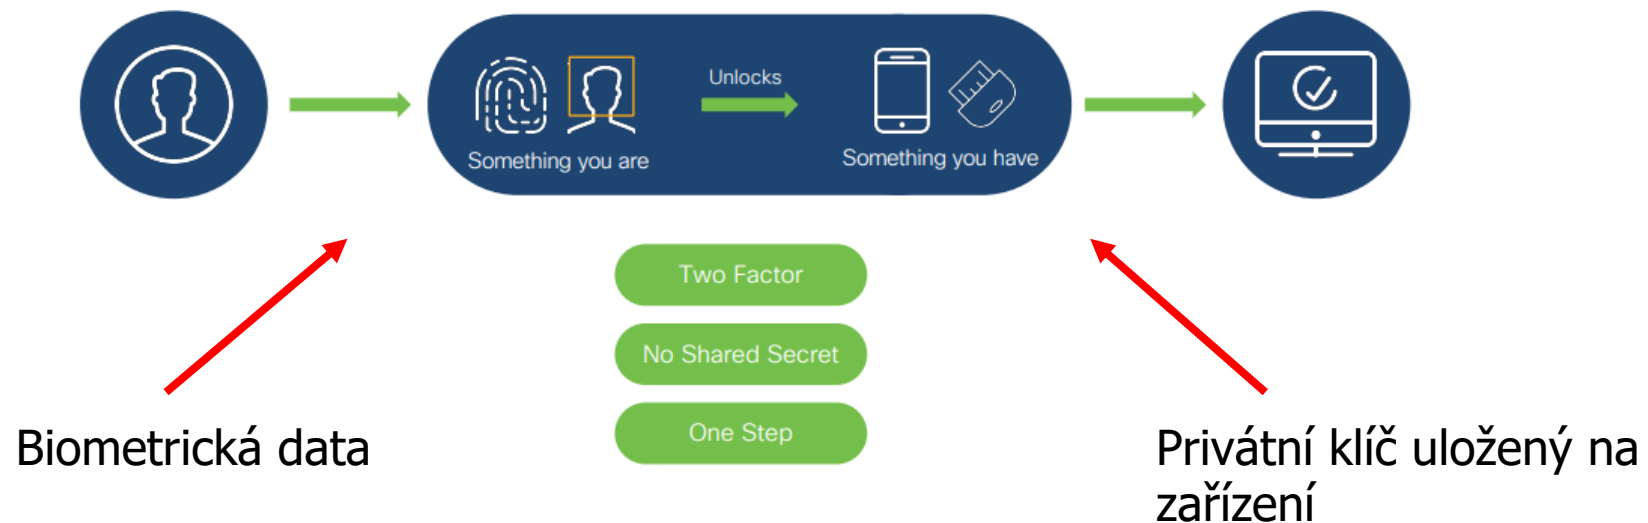 Unlocks
Something you are
Something you have
Two Factor
No Shared Secret
One Step
Biometrická data
Privátní klíč uložený na
zařízení